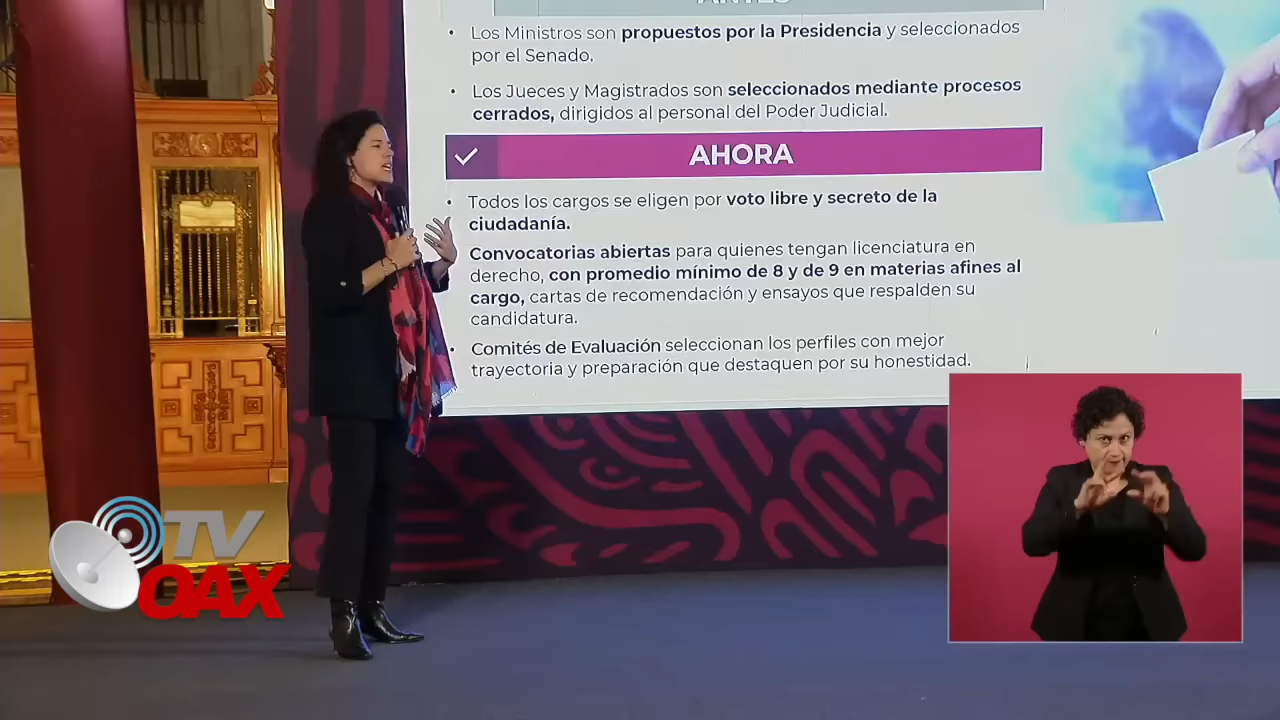 ANTES
• Los Ministros son propuestos por la Presidencia y seleccionados
por el Senado.
• Los Jueces y Magistrados son seleccionados mediante procesos
cerrados, dirigidos al personal del Poder Judicial.
AHORA
• Todos los cargos se eligen por voto libre y secreto de la
ciudadanía.
Convocatorias abiertas para quienes tengan licenciatura en
derecho, con promedio mínimo de 8 y de 9 en materias afines al
cargo, cartas de recomendación y ensayos que respalden su
candidatura.
• Comités de Evaluación seleccionan los perfiles con mejor
trayectoria y preparación que destaquen por su honestidad.
TV
OAX